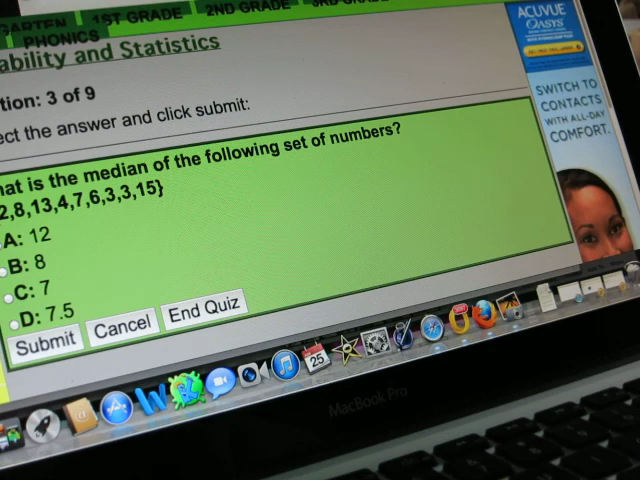 GARTEN 1ST GRADE 2ND GRADE 3RD GRADE
PHONICS
ability and Statistics
tion: 3 of 9
ect the answer and click submit:
hat is the median of the following set of numbers?
2,8,13,4,7,6,3,3,15}
A: 12
B: 8
C: 7
D: 7.5
Submit Cancel End Quiz
ACUVUE
OASYS
SWITCH TO
CONTACTS
WITH ALL-DAY
COMFORT.
25
MacBook Pro